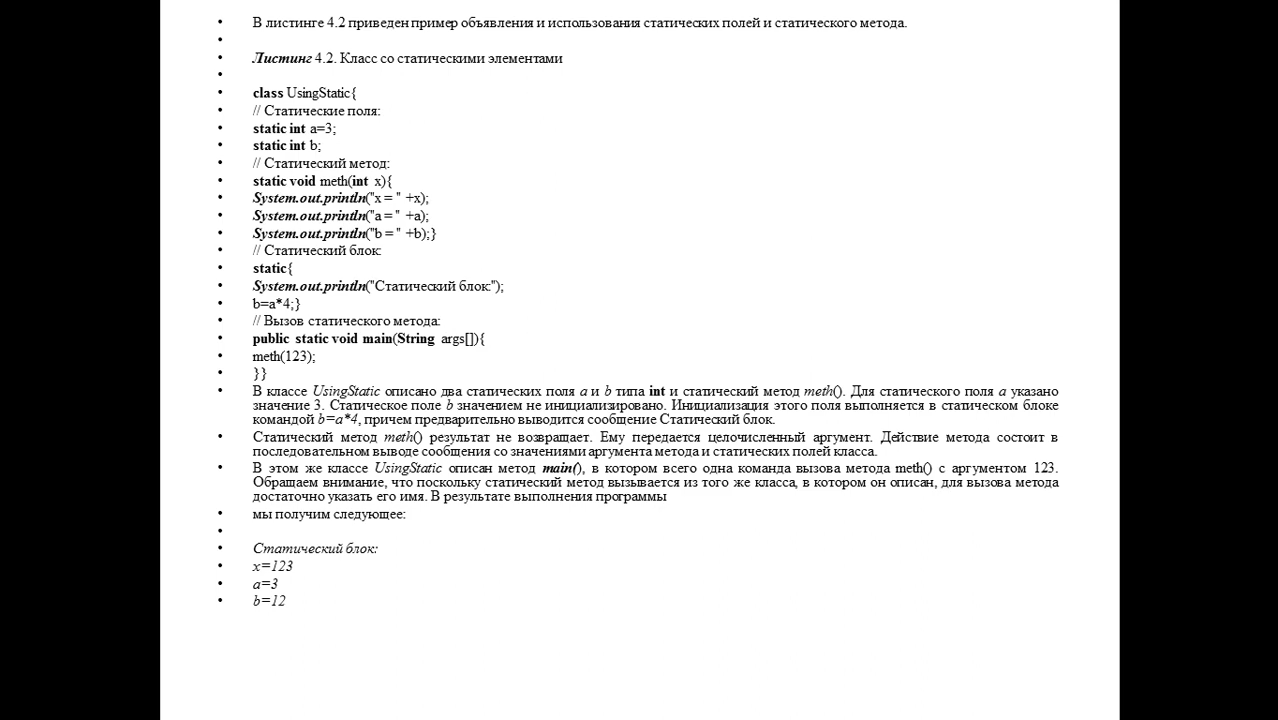 • В листинге 4.2 приведен пример объявления и использования статических полей и статического метода.
•
• Листинг 4.2. Класс со статическими элементами
•
• class UsingStatic{
• // Статические поля:
• static int a=3;
• static int b;
• // Статический метод:
• static void meth(int x){
• System.out.println("x = " +x);
• System.out.println("a = " +a);
• System.out.println("b = " +b);}
• // Статический блок:
• static{
• System.out.println("Статический блок:");
• b=a*4;}
• // Вызов статического метода:
• public static void main(String args[]){
• meth(123);
• }}
• В классе UsingStatic описано два статических поля a и b типа int и статический метод meth(). Для статического поля a указано
значение 3. Статическое поле b значением не инициализировано. Инициализация этого поля выполняется в статическом блоке
командой b=a*4, причем предварительно выводится сообщение Статический блок.
• Статический метод meth() результат не возвращает. Ему передается целочисленный аргумент. Действие метода состоит в
последовательном выводе сообщения со значениями аргумента метода и статических полей класса.
• В этом же классе UsingStatic описан метод main(), в котором всего одна команда вызова метода meth() с аргументом 123.
Обращаем внимание, что поскольку статический метод вызывается из того же класса, в котором он описан, для вызова метода
достаточно указать его имя. В результате выполнения программы
• мы получим следующее:
•
• Статический блок:
• x=123
• a=3
• b=12